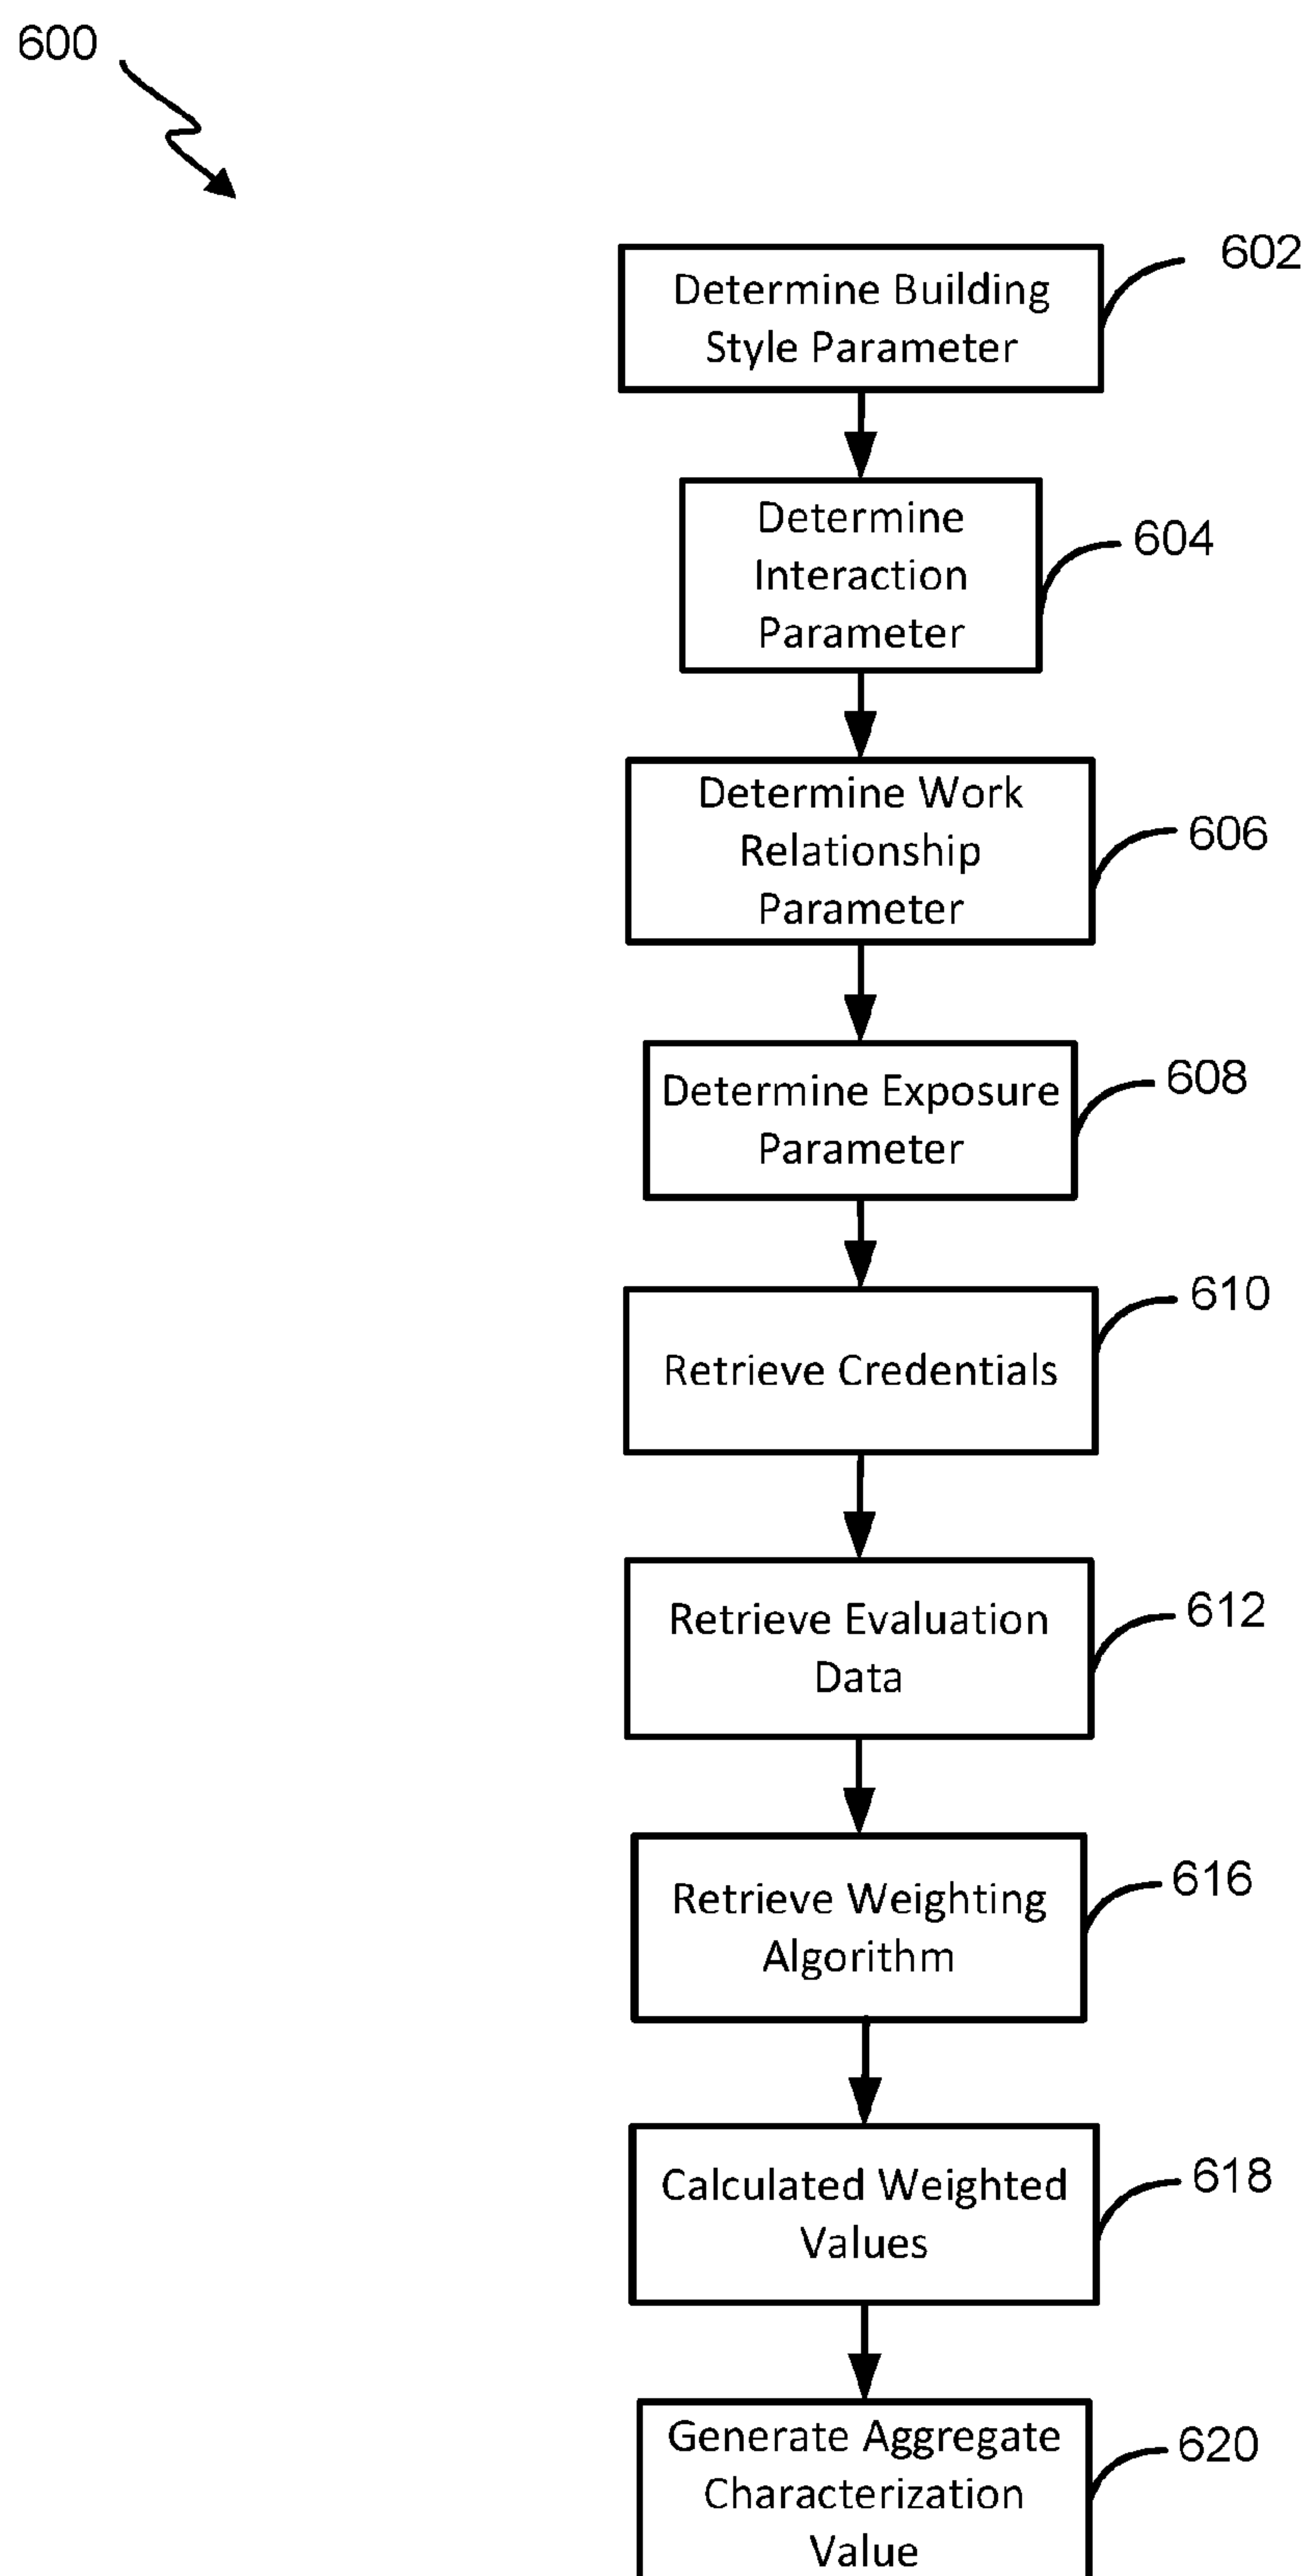 600
602
Determine Building
Style Parameter
604
Determine
Interaction
Parameter
606
Determine Work
Relationship
Parameter
608
Determine Exposure
Parameter
610
Retrieve Credentials
612
Retrieve Evaluation
Data
616
Retrieve Weighting
Algorithm
618
Calculated Weighted
Values
620
Generate Aggregate
Characterization
Value